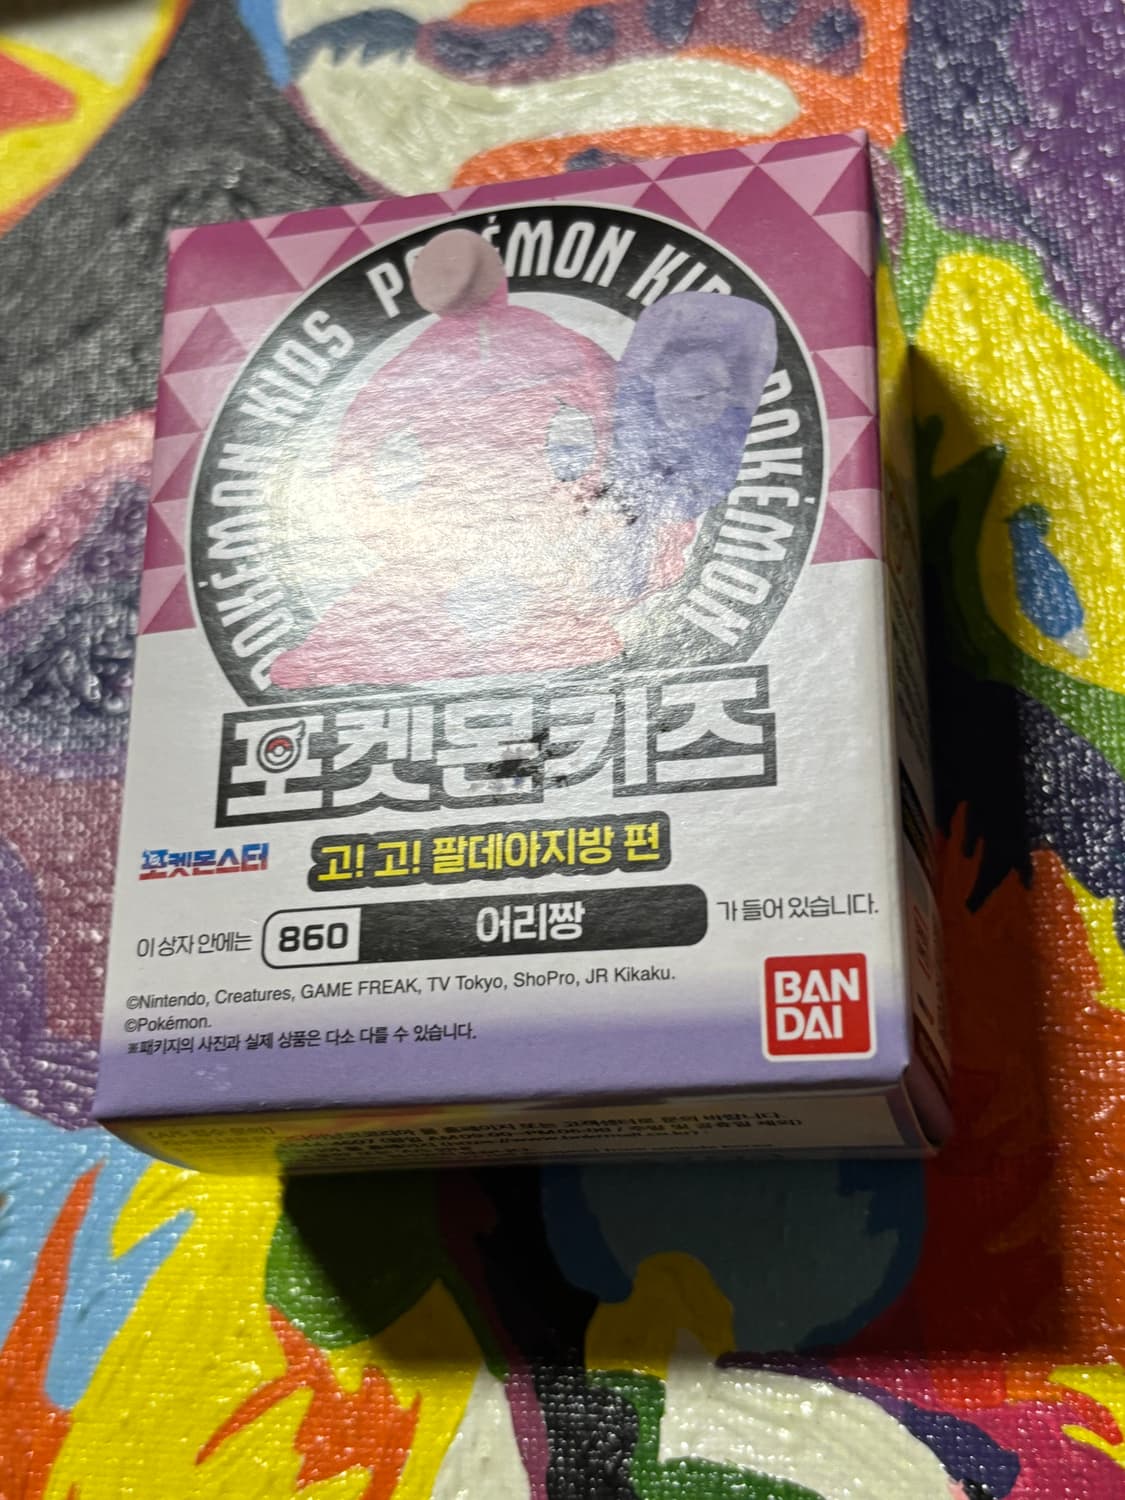 POKÉMON KIDS POKÉMON KIDS POKÉMON
포켓몬키즈
포켓몬스터
고! 고! 팔데아지방 편
이 상자 안에는 860 어리짱 가 들어 있습니다.
©Nintendo, Creatures, GAME FREAK, TV Tokyo, ShoPro, JR Kikaku.
©Pokémon.
※패키지의 사진과 실제 상품은 다소 다를 수 있습니다.
BAN
DAI